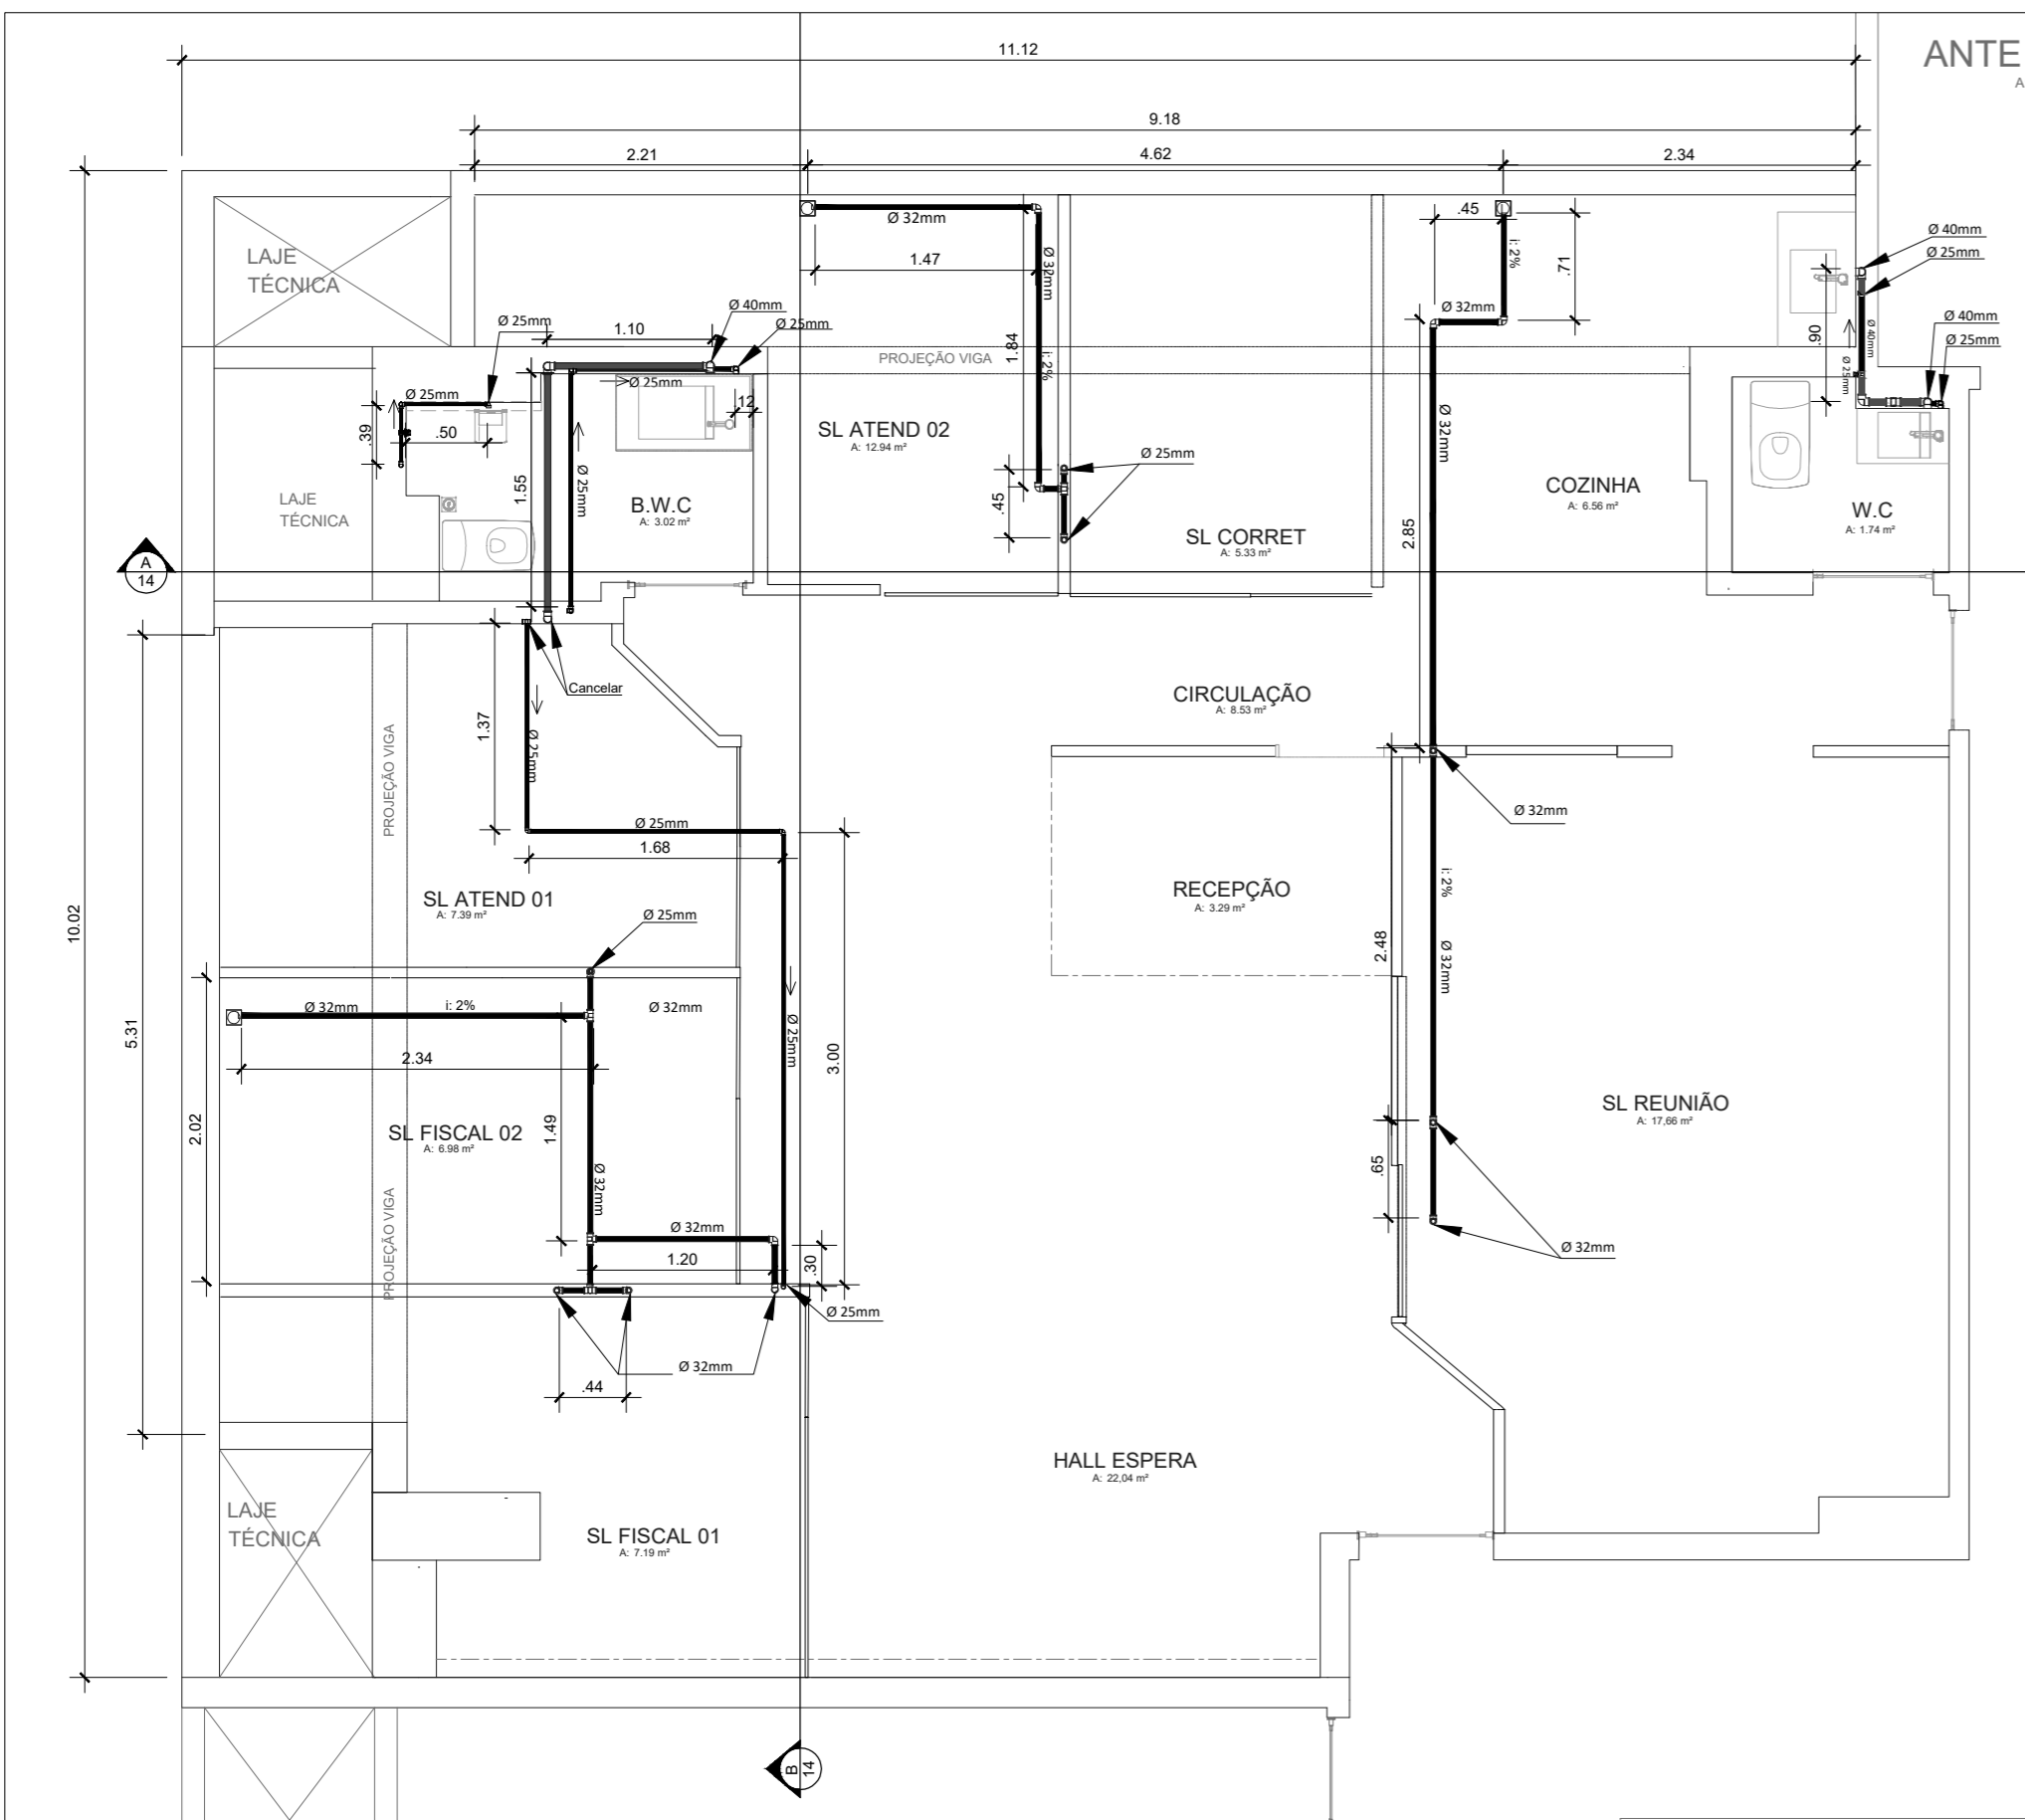 11.12
ANTE
A
9.18
2.21
4.62
2.34
Ø 32mm
.45
Ø 40mm
Ø 25mm
LAJE
TÉCNICA
1.47
Ø 32mm
i: 2%
.71
Ø 40mm
Ø 25mm
1.10
Ø 25mm
Ø 32mm
.90
Ø 40mm
Ø 25mm
Ø 40mm
Ø 25mm
PROJEÇÃO VIGA
1.84
i: 2%
Ø 25mm
Ø 25mm
.12
.39
.50
SL ATEND 02
A: 12.94 m²
Ø 32mm
Ø 25mm
LAJE
TÉCNICA
1.55
Ø 25mm
B.W.C
A: 3.02 m²
.45
COZINHA
A: 6.56 m²
W.C
A: 1.74 m²
2.85
SL CORRET
A: 5.33 m²
A
14
Cancelar
CIRCULAÇÃO
A: 8.53 m²
1.37
Ø 25mm
PROJEÇÃO VIGA
Ø 32mm
Ø 25mm
1.68
i: 2%
RECEPÇÃO
A: 3.29 m²
SL ATEND 01
A: 7.39 m²
Ø 25mm
10.02
2.48
Ø 32mm
Ø 32mm
i: 2%
Ø 32mm
5.31
Ø 25mm
3.00
2.34
2.02
SL FISCAL 02
A: 6.98 m²
1.49
SL REUNIÃO
A: 17,66 m²
.65
Ø 32mm
PROJEÇÃO VIGA
Ø 32mm
1.20
.30
Ø 32mm
Ø 25mm
Ø 32mm
.44
HALL ESPERA
A: 22,04 m²
LAJE
TÉCNICA
SL FISCAL 01
A: 7.19 m²
B
14